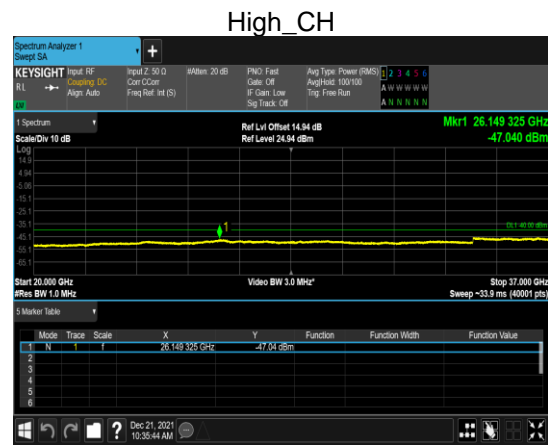 High_CH
Spectrum Analyzer 1
Swept SA
+
KEYSIGHT Input: RF Input Z: 50 Ω #Atten: 20 dB PNO: Fast Avg Type: Power (RMS) 1 2 3 4 5 6
RL Coupling: DC Corr CCorr Gate: Off Avg|Hold: 100/100 A W W W W W
Align: Auto Freq Ref: Int (S) IF Gain: Low Trig: Free Run
Sig Track: Off A N N N N N
1 Spectrum Ref Lvl Offset 14.94 dB Mkr1 26.149 325 GHz
Scale/Div 10 dB Ref Level 24.94 dBm -47.040 dBm
Log
14.9
4.94
-5.06
-15.1
-25.1
-35.1 1 DL1 -40.00 dBm
-45.1
-55.1
-65.1
Start 20.000 GHz Video BW 3.0 MHz* Stop 37.000 GHz
#Res BW 1.0 MHz Sweep ~33.9 ms (40001 pts)
5 Marker Table
Mode Trace Scale X Y Function Function Width Function Value
1 N 1 f 26.149 325 GHz -47.04 dBm
2
3
4
5
6
? Dec 21, 2021
10:35:44 AM